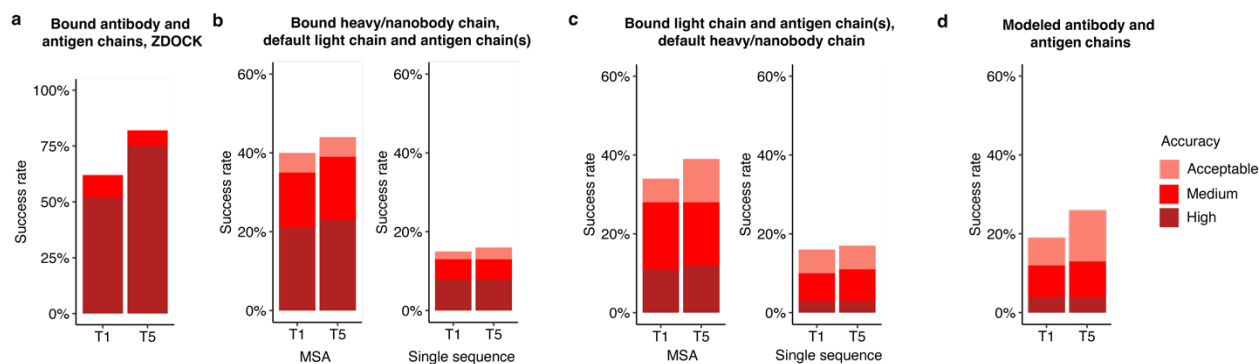 a
Bound antibody and
antigen chains, ZDOCK
100%
75%
50%
25%
0%
Success rate
T1 T5
b
Bound heavy/nanobody chain,
default light chain and antigen chain(s)
60%
40%
20%
0%
Success rate
T1 T5
MSA
60%
40%
20%
0%
Success rate
T1 T5
Single sequence
c
Bound light chain and antigen chain(s),
default heavy/nanobody chain
60%
40%
20%
0%
Success rate
T1 T5
MSA
60%
40%
20%
0%
Success rate
T1 T5
Single sequence
d
Modeled antibody and
antigen chains
60%
40%
20%
0%
Success rate
T1 T5
Accuracy
Acceptable
Medium
High